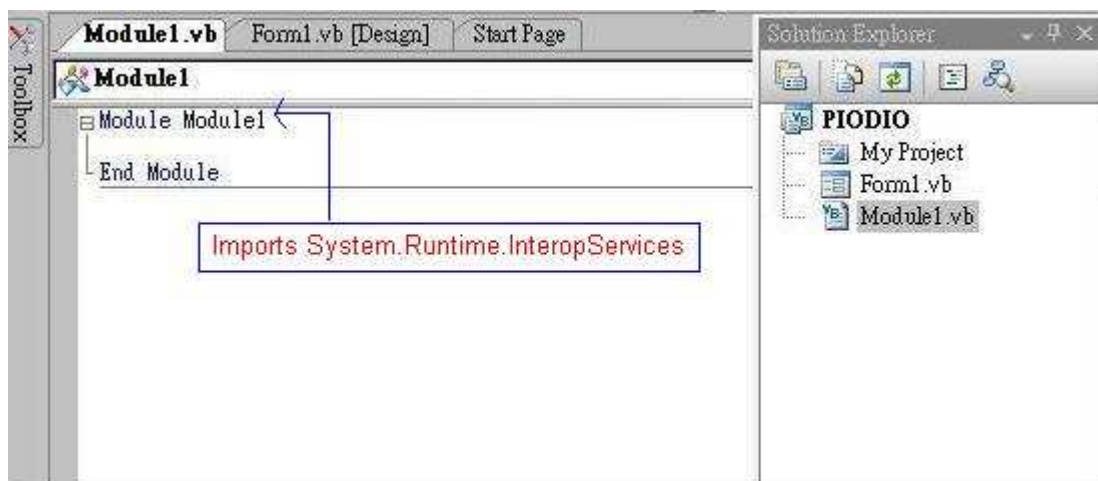 Toolbox
Module1.vb Form1.vb [Design] Start Page
Module1
Module Module1
End Module
Imports System.Runtime.InteropServices
Solution Explorer
PIODIO
My Project
Form1.vb
Module1.vb